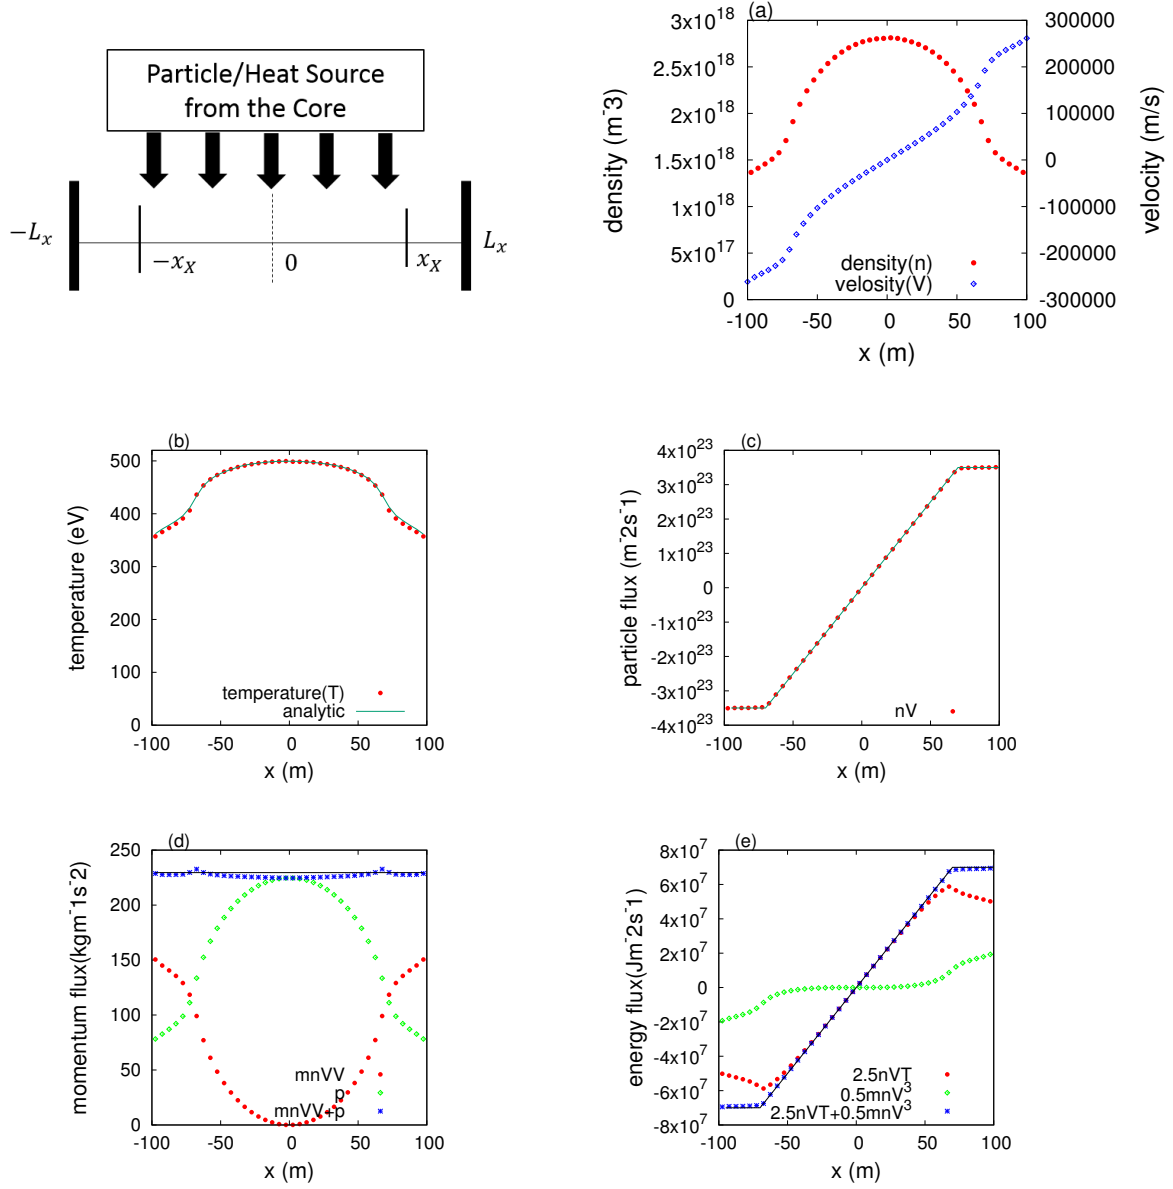 Particle/Heat Source
from the Core
−Lₓ
−x_X
0
x_X
Lₓ
(a)
3x10^18
2.5x10^18
2x10^18
1.5x10^18
1x10^18
5x10^17
0
density (m^-3)
300000
200000
100000
0
-100000
-200000
-300000
velocity (m/s)
density(n)
velosity(V)
-100 -50 0 50 100
x (m)
(b)
500
400
300
200
100
0
temperature (eV)
temperature(T)
analytic
-100 -50 0 50 100
x (m)
(c)
4x10^23
3x10^23
2x10^23
1x10^23
0
-1x10^23
-2x10^23
-3x10^23
-4x10^23
particle flux (m^-2s^-1)
nV
-100 -50 0 50 100
x (m)
(d)
250
200
150
100
50
0
momentum flux(kgm^-1s^-2)
mnVV
p
mnVV+p
-100 -50 0 50 100
x (m)
(e)
8x10^7
6x10^7
4x10^7
2x10^7
0
-2x10^7
-4x10^7
-6x10^7
-8x10^7
energy flux(Jm^-2s^-1)
2.5nVT
0.5mnV^3
2.5nVT+0.5mnV^3
-100 -50 0 50 100
x (m)